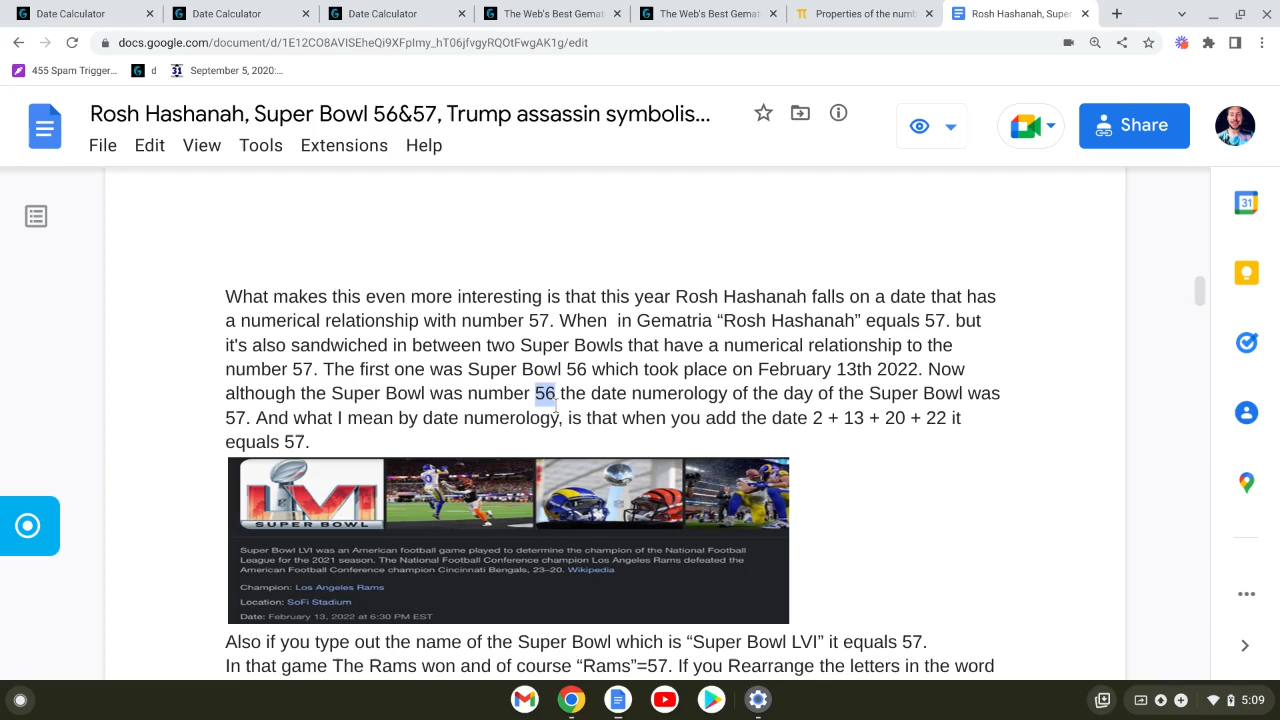 Date Calculator
Date Calculator
Date Calculator
The Web's Best Gemat
The Web's Best Gemat
Properties of the numb
Rosh Hashanah, Super
docs.google.com/document/d/1E12CO8AVISEheQi9XFpImy_hT06jfvgyRQOtFwgAK1g/edit
455 Spam Trigger...
d
31
September 5, 2020:...
Rosh Hashanah, Super Bowl 56&57, Trump assassin symbolis...
Share
File Edit View Tools Extensions Help
31
What makes this even more interesting is that this year Rosh Hashanah falls on a date that has
a numerical relationship with number 57. When  in Gematria “Rosh Hashanah” equals 57. but
it's also sandwiched in between two Super Bowls that have a numerical relationship to the
number 57. The first one was Super Bowl 56 which took place on February 13th 2022. Now
although the Super Bowl was number 56 the date numerology of the day of the Super Bowl was
57. And what I mean by date numerology, is that when you add the date 2 + 13 + 20 + 22 it
equals 57.
LVI
SUPER BOWL
Super Bowl LVI was an American football game played to determine the champion of the National Football
League for the 2021 season. The National Football Conference champion Los Angeles Rams defeated the
American Football Conference champion Cincinnati Bengals, 23–20. Wikipedia
Champion: Los Angeles Rams
Location: SoFi Stadium
Date: February 13, 2022 at 6:30 PM EST
Also if you type out the name of the Super Bowl which is “Super Bowl LVI” it equals 57.
In that game The Rams won and of course “Rams”=57. If you Rearrange the letters in the word
5:09